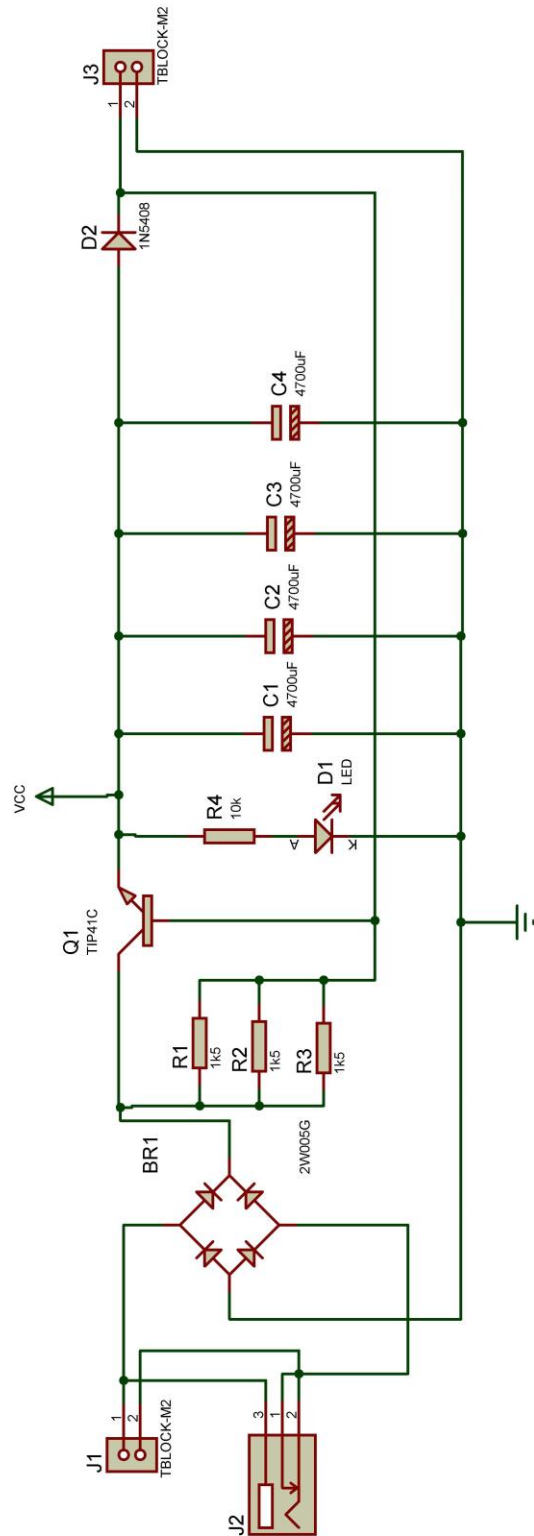 J1
TBLOCK-M2
1
2
J2
3
1
2
BR1
2W005G
R1
1k5
R2
1k5
R3
1k5
Q1
TIP41C
VCC
R4
10k
A
K
D1
LED
C1
4700uF
C2
4700uF
C3
4700uF
C4
4700uF
D2
1N5408
J3
TBLOCK-M2
1
2